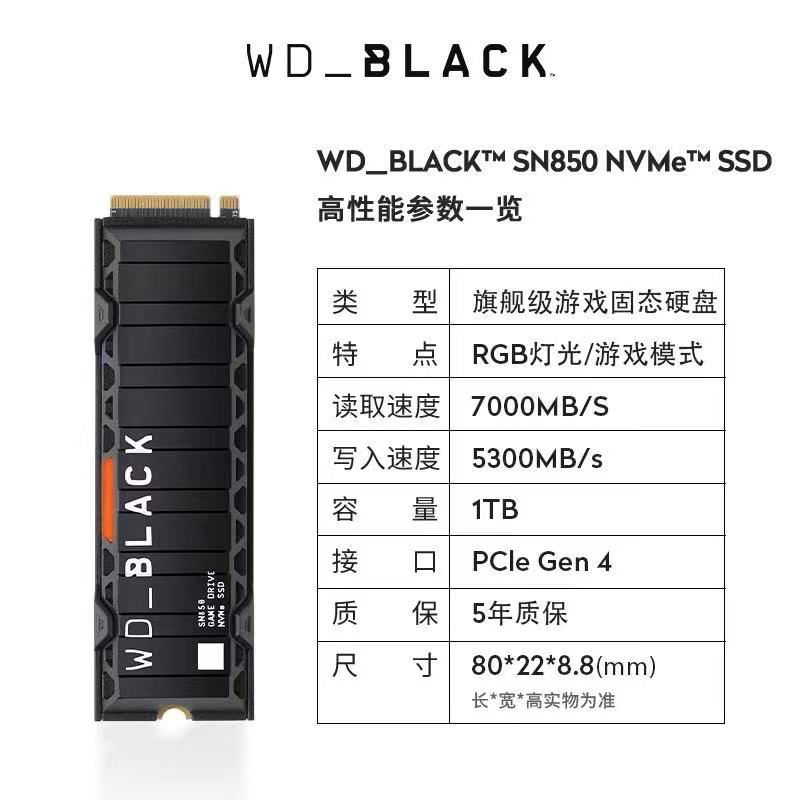 WD_BLACK™
WD_BLACK™ SN850 NVMe™ SSD
高性能参数一览
类 型 旗舰级游戏固态硬盘
特 点 RGB灯光/游戏模式
读取速度 7000MB/S
写入速度 5300MB/s
容 量 1TB
接 口 PCle Gen 4
质 保 5年质保
尺 寸 80*22*8.8(mm)
长*宽*高实物为准
WD_BLACK
SN850
GAME DRIVE
NVMe SSD